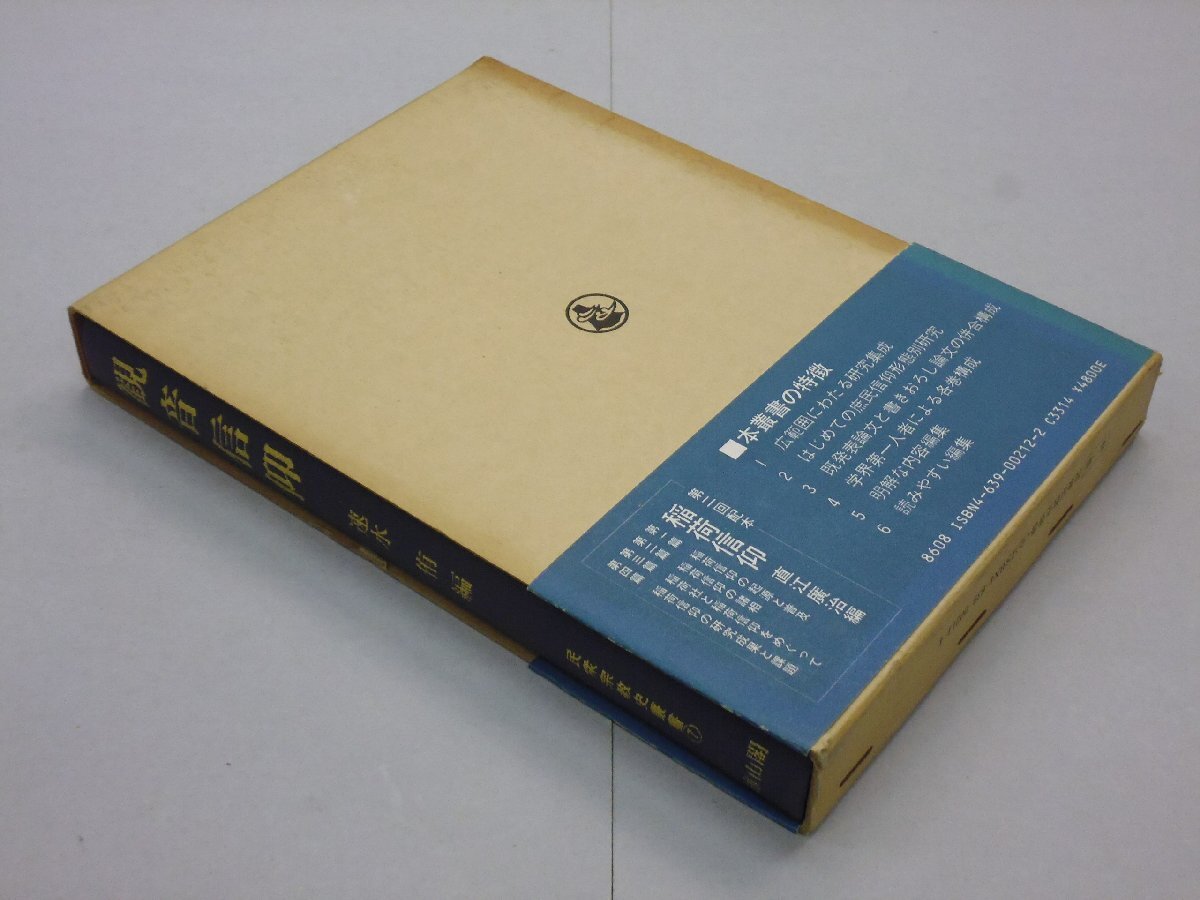 観音信仰
速水 侑 編
民衆宗教史叢書⑦
雄山閣
■本叢書の特徴
1 広範囲にわたる研究集成
2 はじめての庶民信仰形態別研究
3 既発表論文と書きおろし論文の併合構成
4 学界第一人者による各巻構成
5 明解な内容編集
6 読みやすい編集
第二回配本
稲荷信仰 直江廣治編
第一篇 稲荷信仰の起源と普及
第二篇 稲荷信仰の諸相
第三篇 稲荷社と稲荷信仰をめぐって
第四篇 稲荷信仰の研究成果と課題
8608 ISBN4-639-00212-2 C3314 ¥4800E